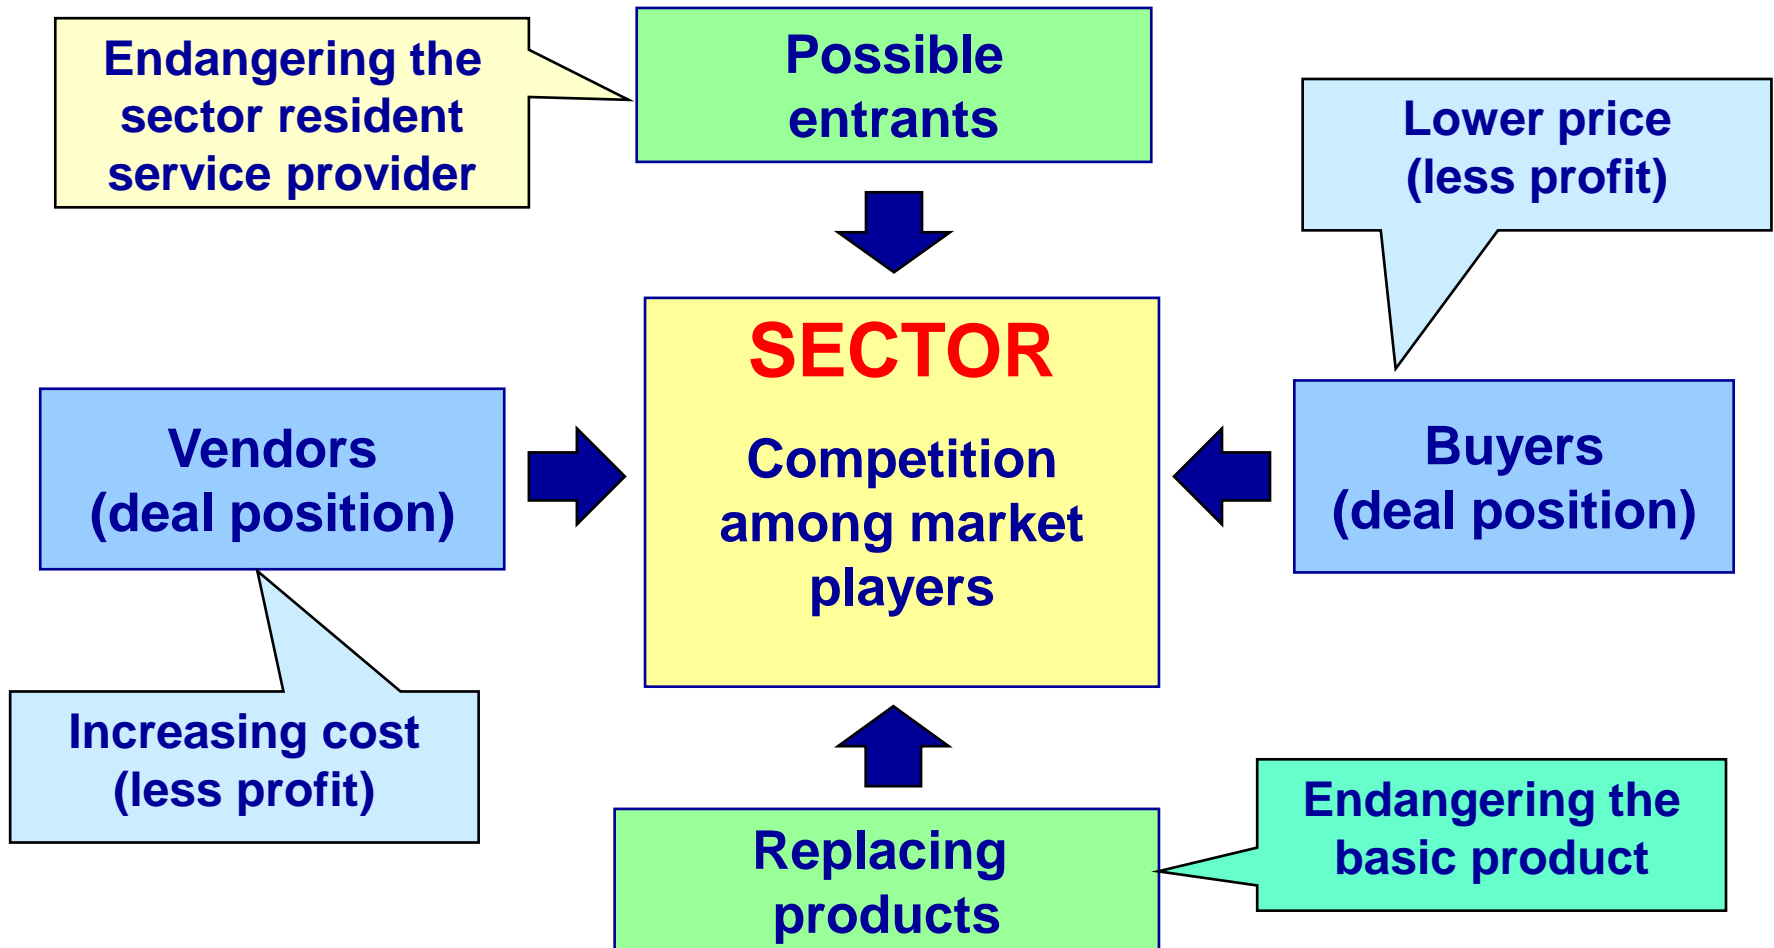 Endangering the
sector resident
service provider
Possible
entrants
Lower price
(less profit)
SECTOR
Competition
among market
players
Vendors
(deal position)
Buyers
(deal position)
Increasing cost
(less profit)
Replacing
products
Endangering the
basic product